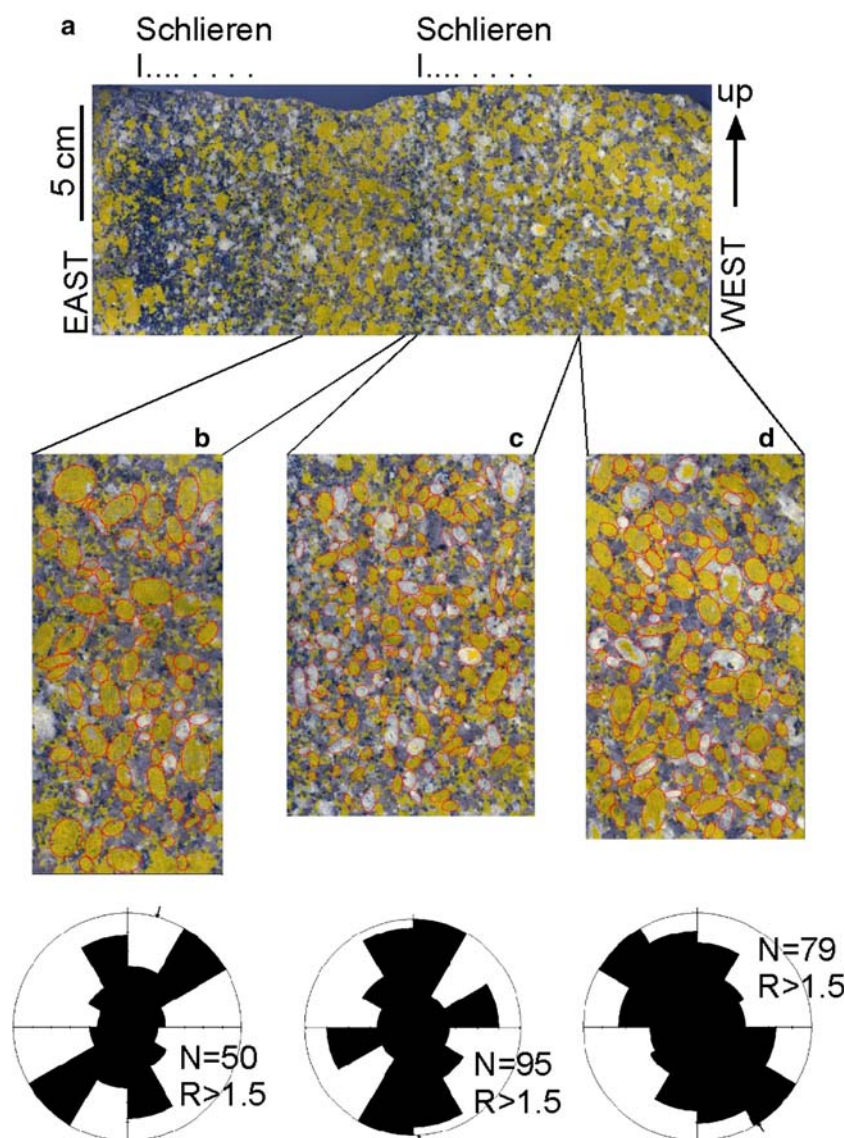 a
Schlieren Schlieren
I.... . . . . I.... . . . .
up
5 cm
EAST
WEST
b
c
d
N=50
R>1.5
N=95
R>1.5
N=79
R>1.5